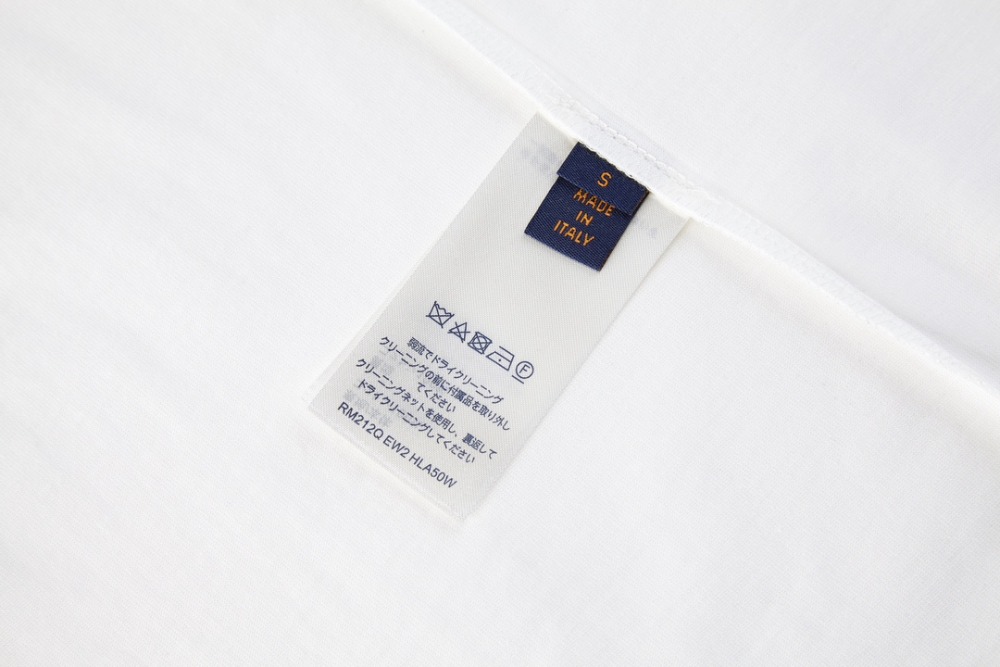 S
MADE
IN
ITALY
F
弱流でドライクリーニング
クリーニングの前に付属品を取り外し
てください
クリーニングネットを使用し、裏返して
ドライクリーニングしてください
RM212Q EW2 HLA50W